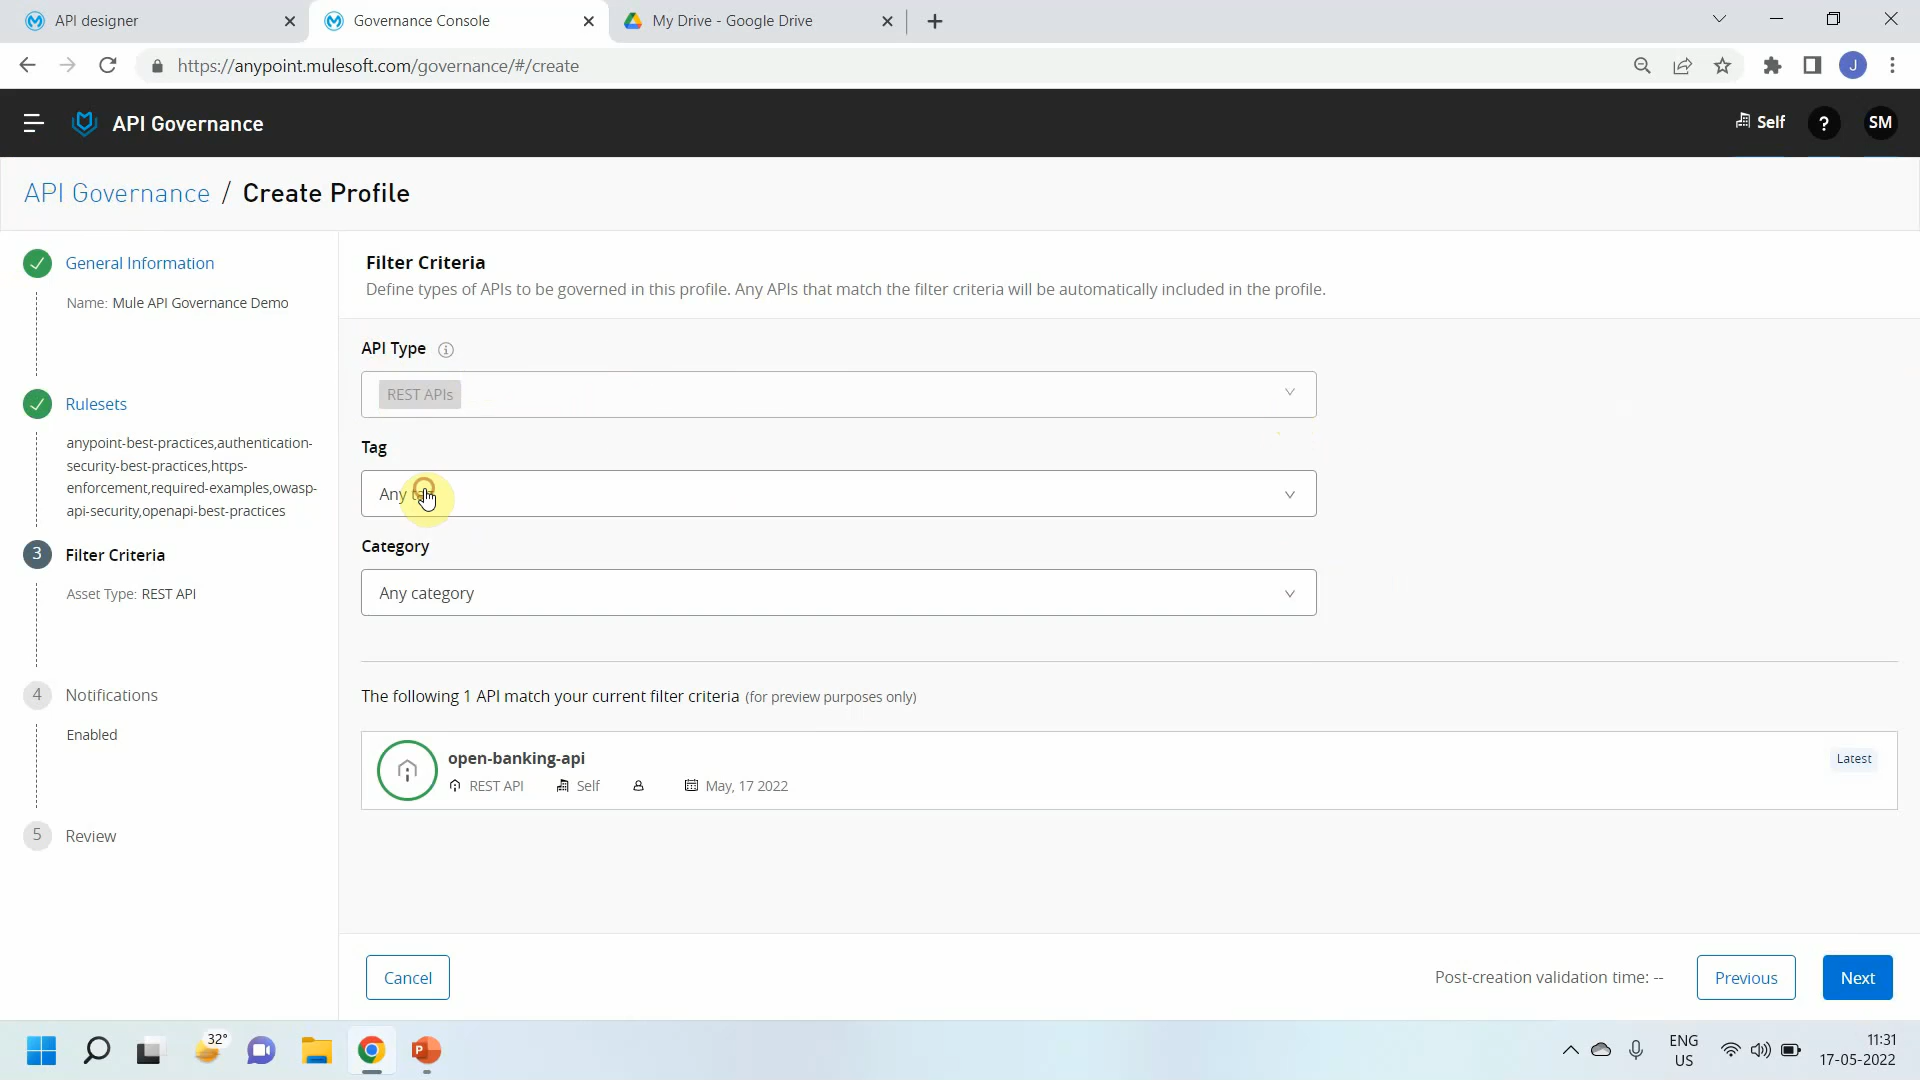 API designer
Governance Console
My Drive - Google Drive
https://anypoint.mulesoft.com/governance/#/create
J
API Governance
Self
?
SM
API Governance / Create Profile
General Information
Name: Mule API Governance Demo
Rulesets
anypoint-best-practices,authentication-
security-best-practices,https-
enforcement,required-examples,owasp-
api-security,openapi-best-practices
3 Filter Criteria
Asset Type: REST API
4 Notifications
Enabled
5 Review
Filter Criteria
Define types of APIs to be governed in this profile. Any APIs that match the filter criteria will be automatically included in the profile.
API Type
REST APIs
Tag
Any
Category
Any category
The following 1 API match your current filter criteria (for preview purposes only)
open-banking-api
Latest
REST API Self May, 17 2022
Cancel
Post-creation validation time: --
Previous
Next
32°
ENG
US
11:31
17-05-2022